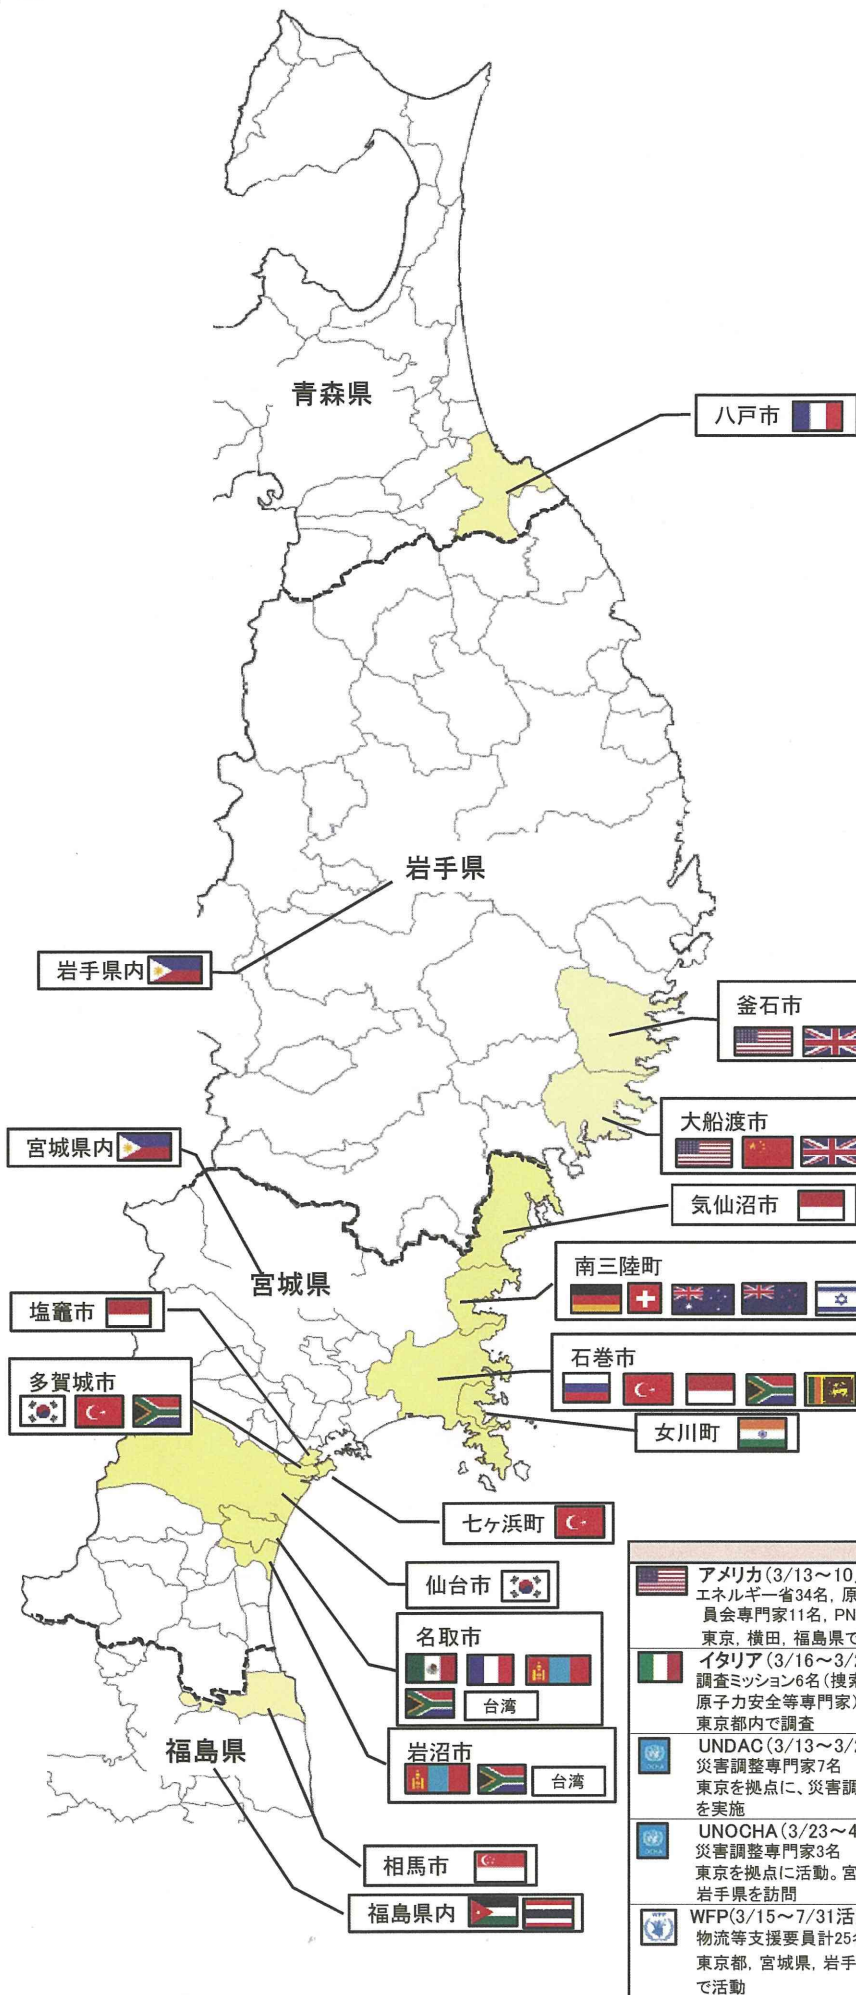 青森県
八戸市
岩手県
岩手県内
釜石市
大船渡市
宮城県内
気仙沼市
南三陸町
宮城県
塩竈市
石巻市
多賀城市
女川町
七ヶ浜町
仙台市
名取市
台湾
岩沼市
台湾
福島県
相馬市
福島県内
アメリカ(3/13～10
エネルギー省34名, 原
員会専門家11名, PN
東京, 横田, 福島県で
イタリア(3/16～3/2
調査ミッション6名(捜索
原子力安全等専門家)
東京都内で調査
UNDAC(3/13～3/2
災害調整専門家7名
東京を拠点に、災害調
を実施
UNOCHA(3/23～4
災害調整専門家3名
東京を拠点に活動。宮
岩手県を訪問
WFP(3/15～7/31活
物流等支援要員計25名
東京都, 宮城県, 岩手
で活動